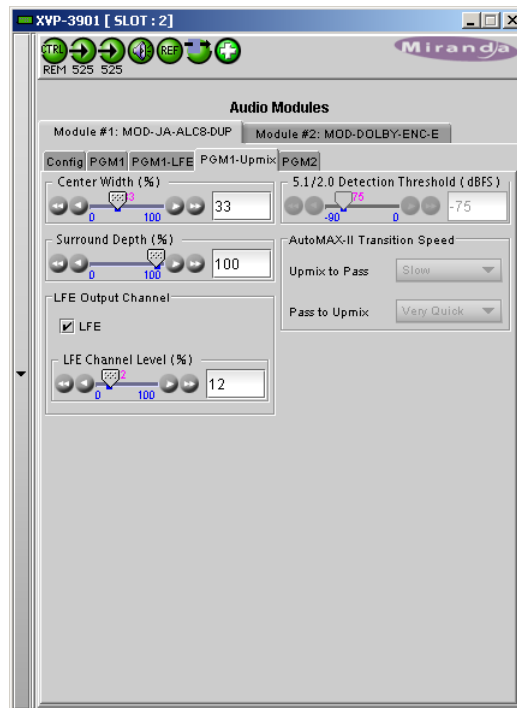 XVP-3901 [ SLOT : 2 ]
CTRL REF
REM 525 525
Miranda
Audio Modules
Module #1: MOD-JA-ALC8-DUP Module #2: MOD-DOLBY-ENC-E
Config PGM1 PGM1-LFE PGM1-Upmix PGM2
Center Width (%)
0 100 33
Surround Depth (%)
0 100 100
LFE Output Channel
LFE
LFE Channel Level (%)
0 100 12
5.1/2.0 Detection Threshold ( dBFS )
75
-90 0 -75
AutoMAX-II Transition Speed
Upmix to Pass Slow
Pass to Upmix Very Quick